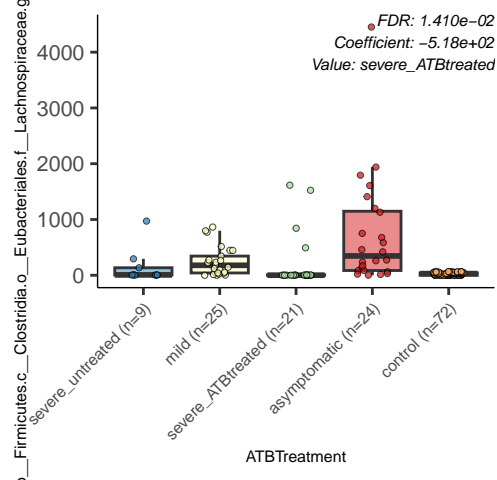 FDR: 1.410e−02
Coefficient: −5.18e+02
Value: severe_ATBtreated
4000
3000
2000
1000
0
severe_untreated (n=9)
mild (n=25)
severe_ATBtreated (n=21)
asymptomatic (n=24)
control (n=72)
ATBTreatment
__Firmicutes.c__Clostridia.o__Eubacteriales.f__Lachnospiraceae.g